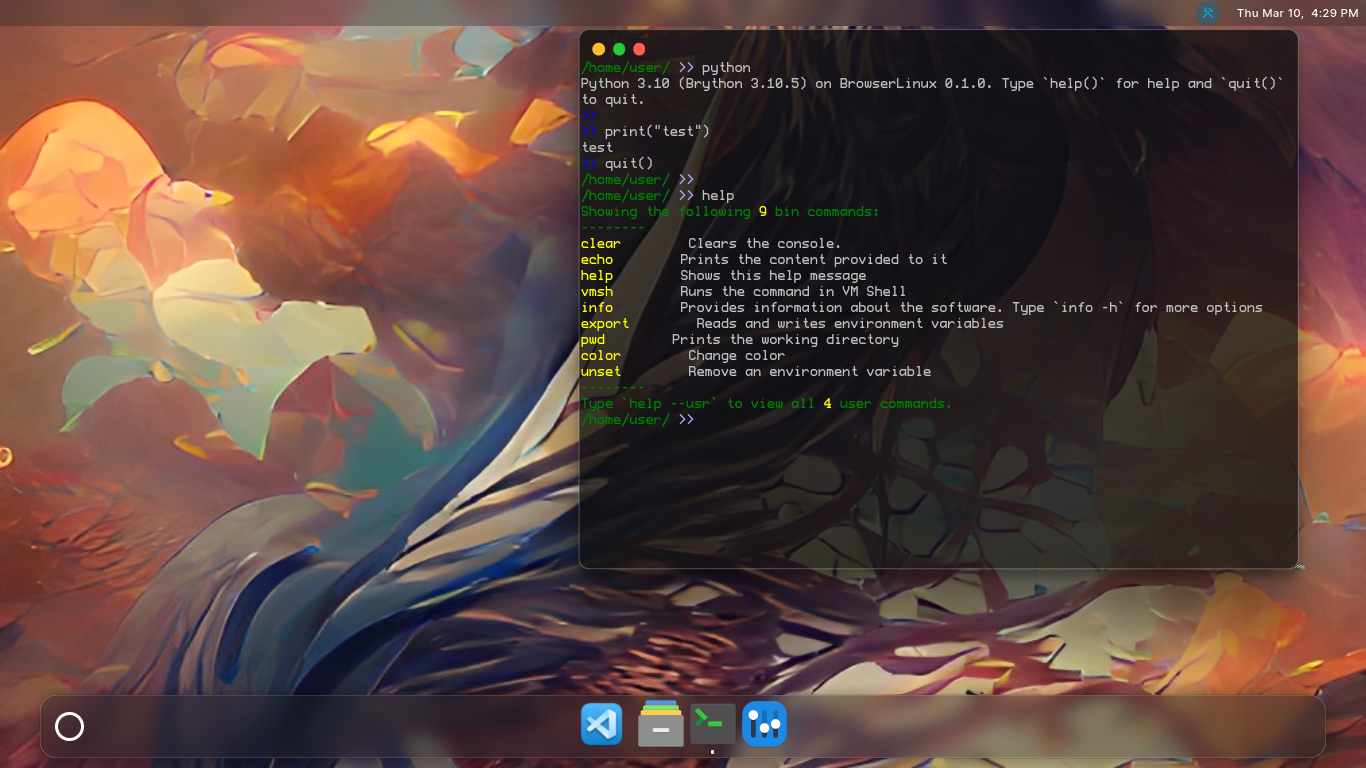 Thu Mar 10, 4:29 PM
/home/user/ >> python
Python 3.10 (Brython 3.10.5) on BrowserLinux 0.1.0. Type `help()` for help and `quit()`
to quit.
>>
>> print("test")
test
>> quit()
/home/user/ >>
/home/user/ >> help
Showing the following 9 bin commands:
--------
clear Clears the console.
echo Prints the content provided to it
help Shows this help message
vmsh Runs the command in VM Shell
info Provides information about the software. Type `info -h` for more options
export Reads and writes environment variables
pwd Prints the working directory
color Change color
unset Remove an environment variable
--------
Type `help --usr` to view all 4 user commands.
/home/user/ >>